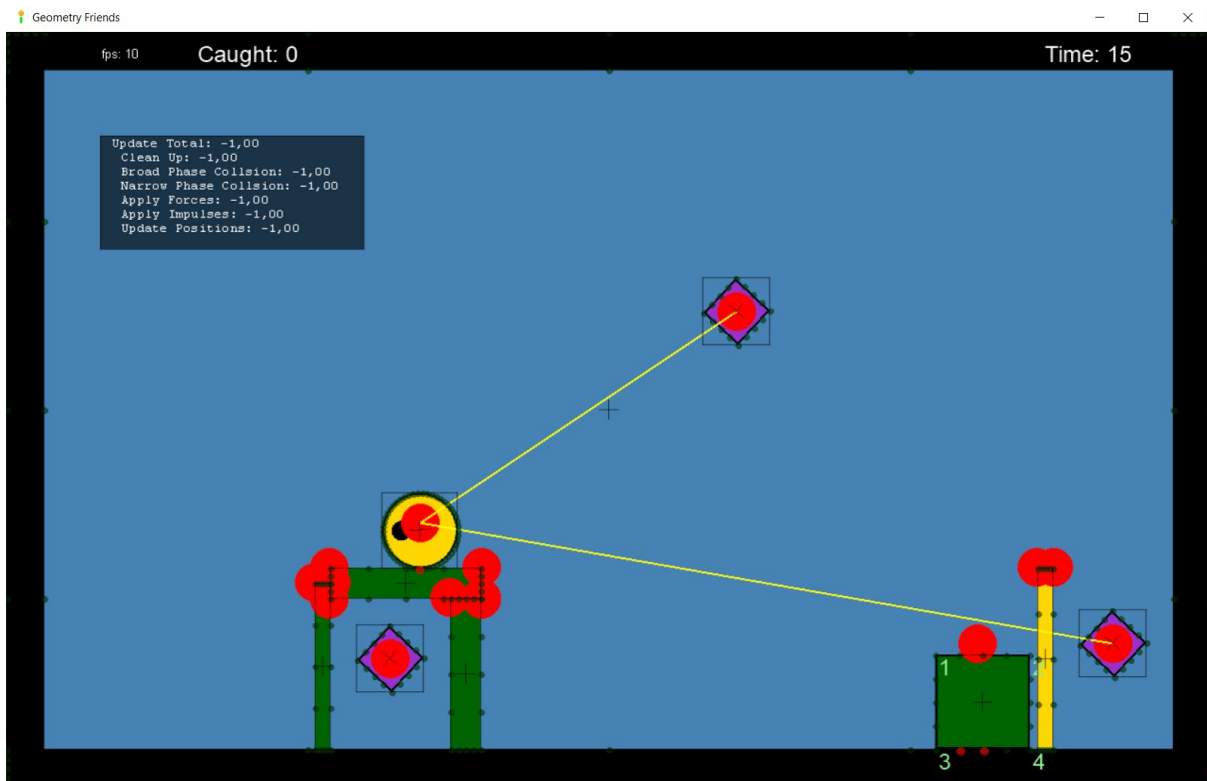 Geometry Friends
fps: 10
Caught: 0
Time: 15
Update Total: -1,00
Clean Up: -1,00
Broad Phase Collsion: -1,00
Narrow Phase Collsion: -1,00
Apply Forces: -1,00
Apply Impulses: -1,00
Update Positions: -1,00
1 2
3 4